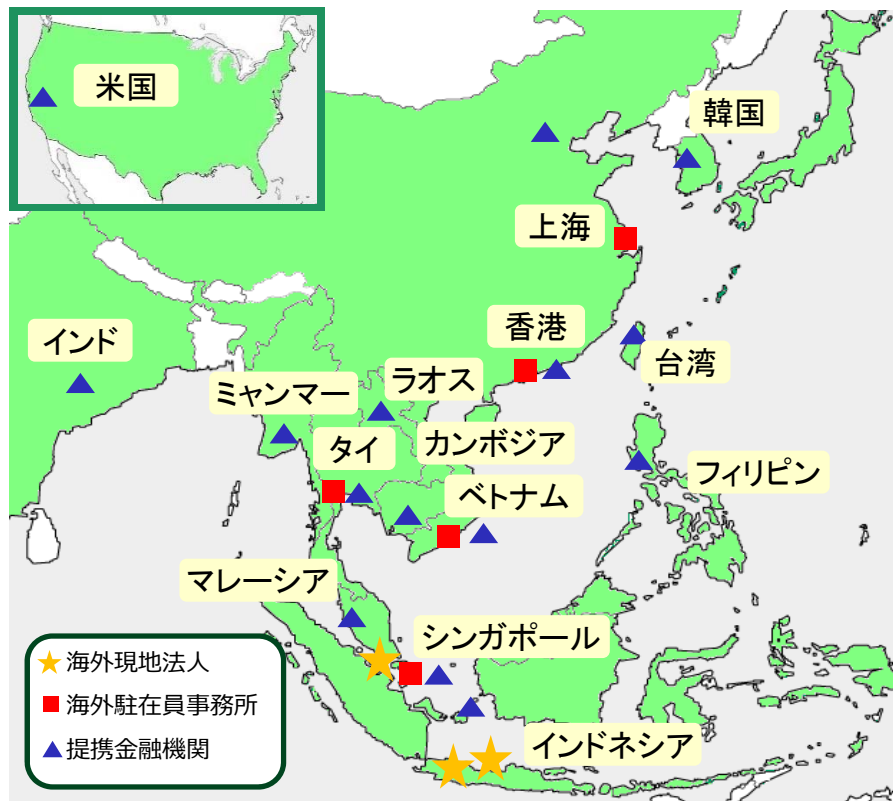 米国
韓国
上海
香港
インド
台湾
ラオス
ミャンマー
カンボジア
タイ
フィリピン
ベトナム
マレーシア
シンガポール
海外現地法人
海外駐在員事務所
インドネシア
提携金融機関